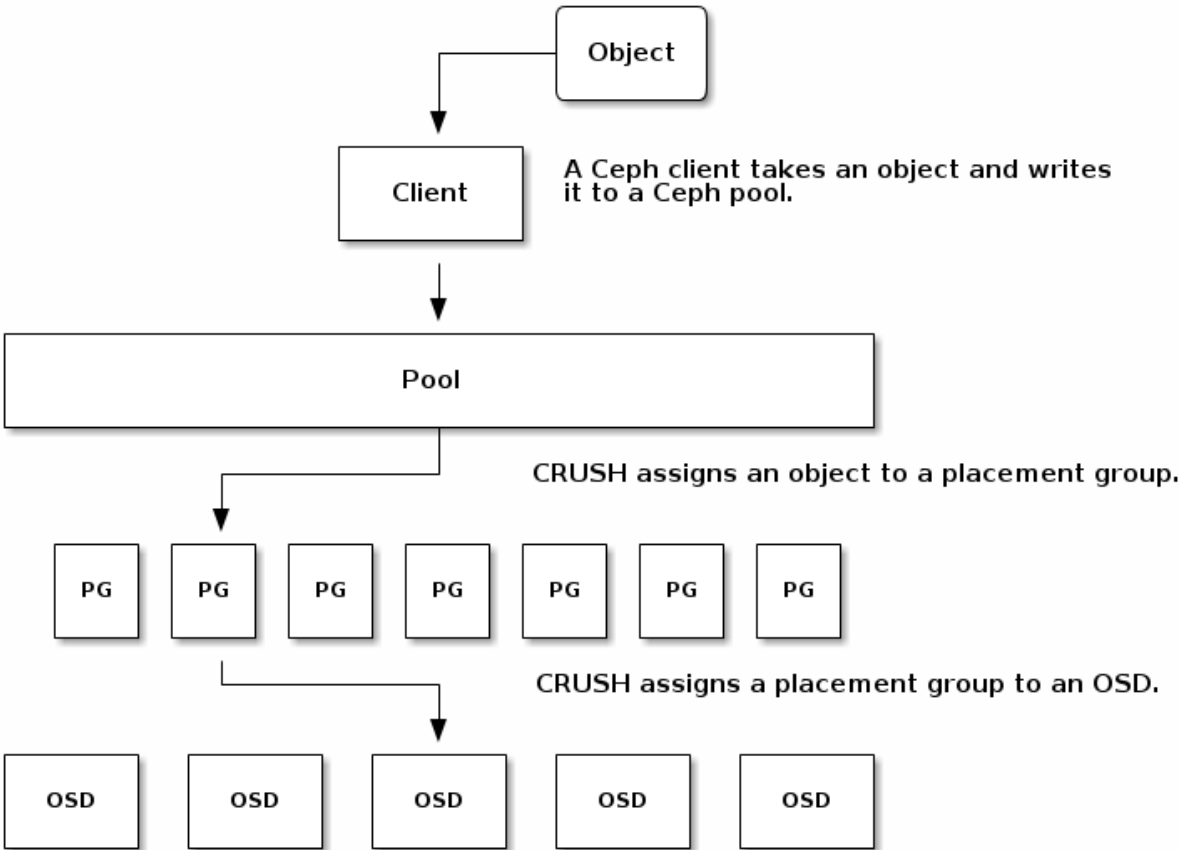 Object
Client
A Ceph client takes an object and writes
it to a Ceph pool.
Pool
CRUSH assigns an object to a placement group.
PG PG PG PG PG PG PG
CRUSH assigns a placement group to an OSD.
OSD OSD OSD OSD OSD